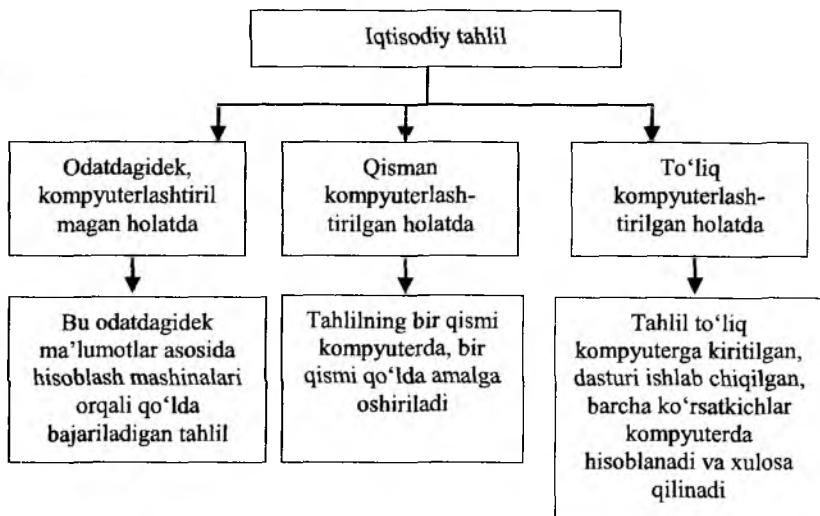 Iqtisodiy tahlil
Odatdagidek,
kompyuterlashtiril
magan holatda
Qisman
kompyuterlash-
tirilgan holatda
To‘liq
kompyuterlash-
tirilgan holatda
Bu odatdagidek
ma’lumotlar asosida
hisoblash mashinalari
orqali qo‘lda
bajariladigan tahlil
Tahlilning bir qismi
kompyuterda, bir
qismi qo‘lda amalga
oshiriladi
Tahlil to‘liq
kompyuterga kiritilgan,
dasturi ishlab chiqilgan,
barcha ko‘rsatkichlar
kompyuterda
hisoblanadi va xulosa
qilinadi